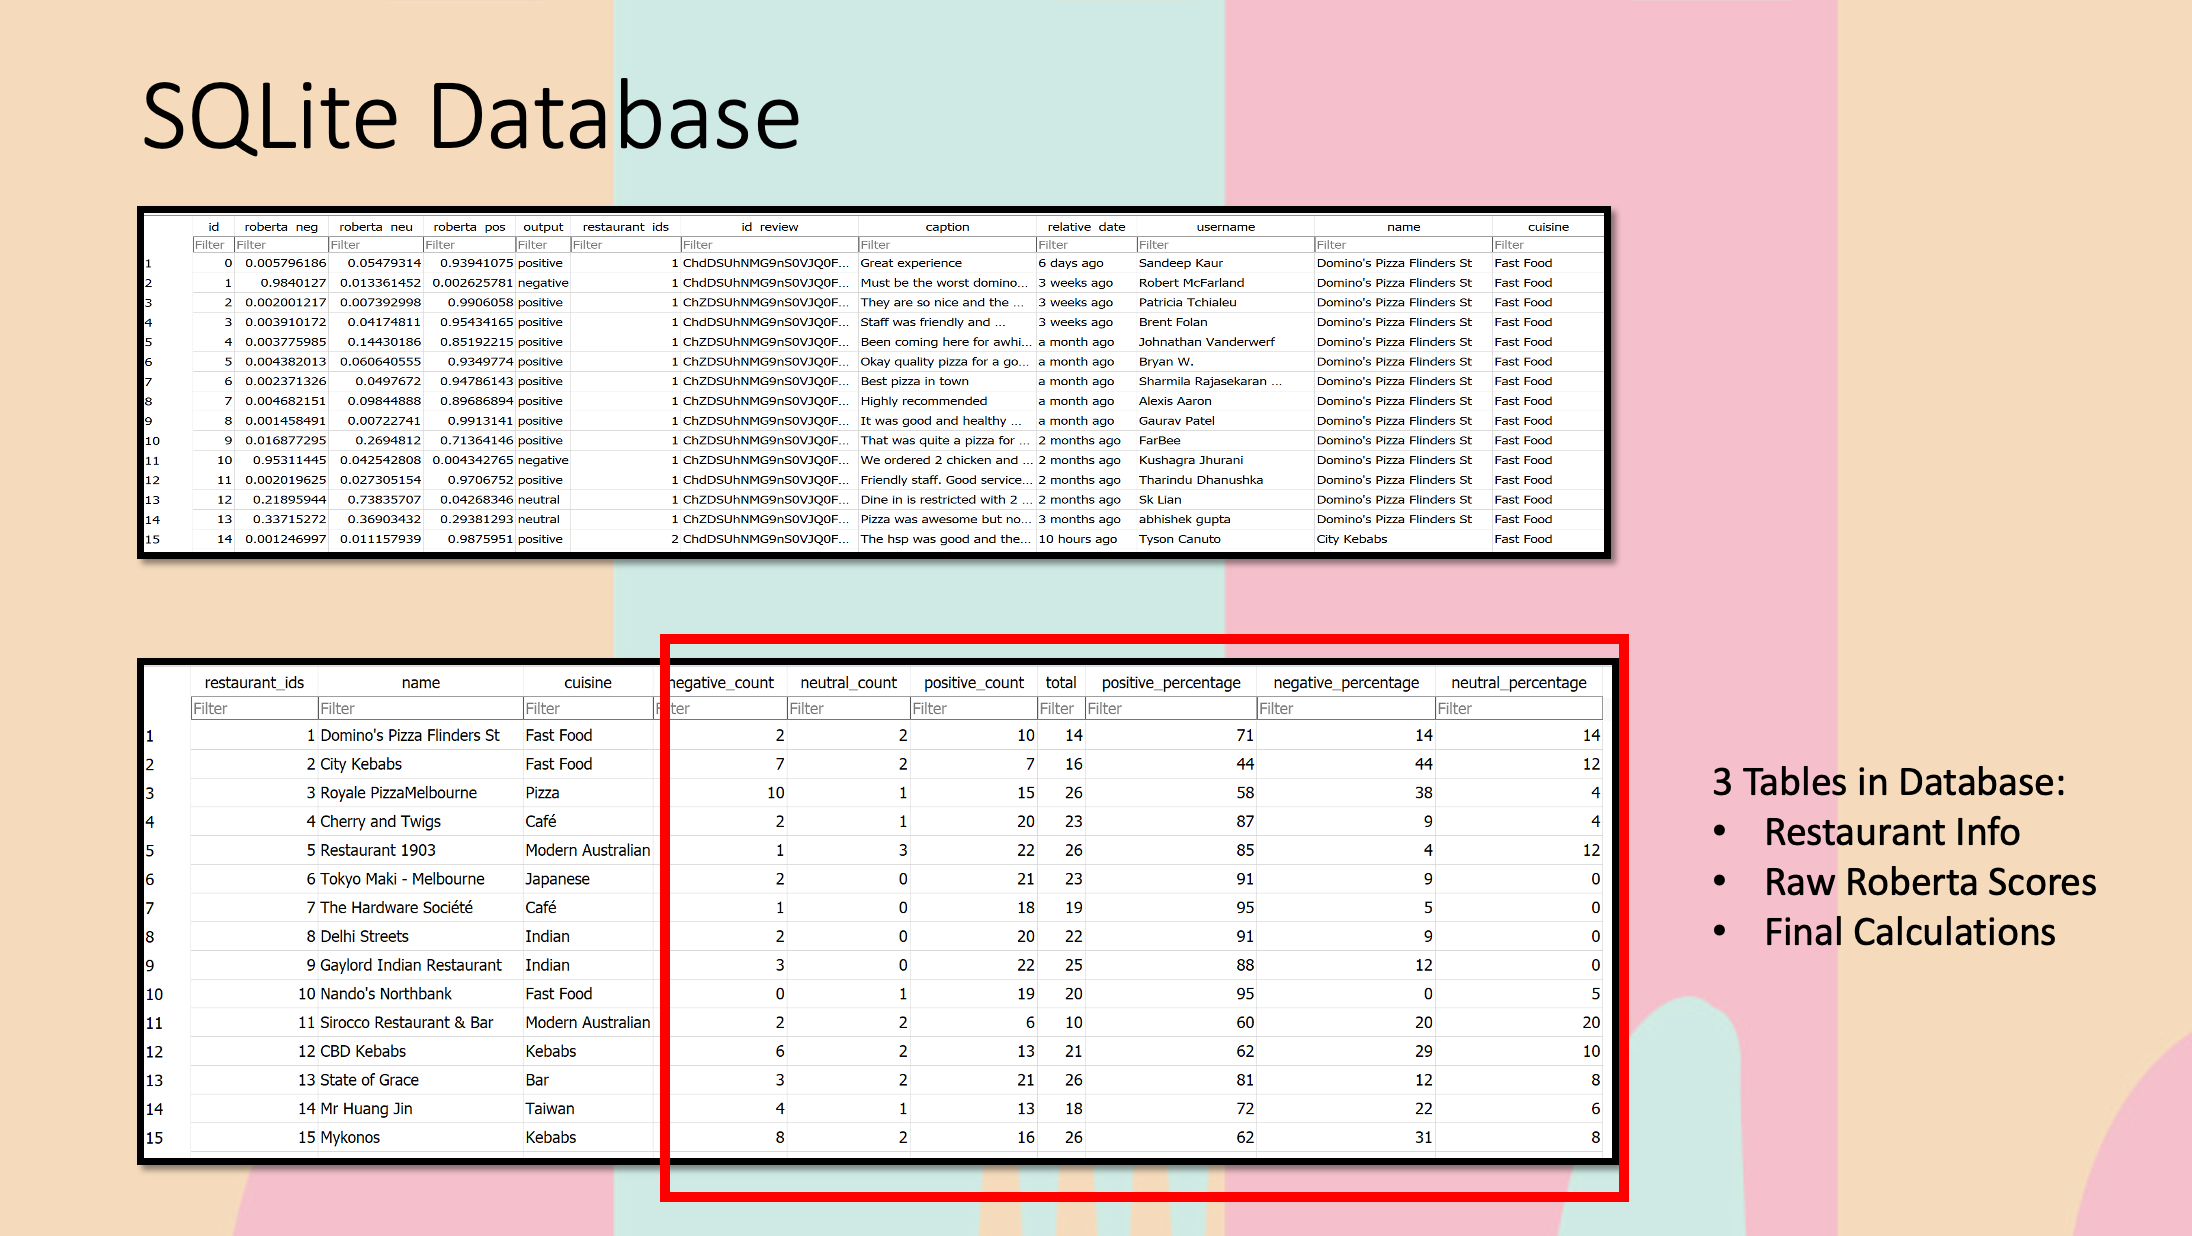 SQLite Database
id roberta_neg roberta_neu roberta_pos output restaurant_ids id_review caption relative_date username name cuisine
Filter Filter Filter Filter Filter Filter Filter Filter Filter Filter Filter Filter
1 0 0.005796186 0.05479314 0.93941075 positive 1 ChdDSUhNMG9nS0VJQ0F... Great experience 6 days ago Sandeep Kaur Domino's Pizza Flinders St Fast Food
2 1 0.9840127 0.013361452 0.002625781 negative 1 ChdDSUhNMG9nS0VJQ0F... Must be the worst domino... 3 weeks ago Robert McFarland Domino's Pizza Flinders St Fast Food
3 2 0.002001217 0.007392998 0.9906058 positive 1 ChZDSUhNMG9nS0VJQ0F... They are so nice and the ... 3 weeks ago Patricia Tchialeu Domino's Pizza Flinders St Fast Food
4 3 0.003910172 0.04174811 0.95434165 positive 1 ChdDSUhNMG9nS0VJQ0F... Staff was friendly and ... 3 weeks ago Brent Folan Domino's Pizza Flinders St Fast Food
5 4 0.003775985 0.14430186 0.85192215 positive 1 ChZDSUhNMG9nS0VJQ0F... Been coming here for awhi... a month ago Johnathan Vanderwerf Domino's Pizza Flinders St Fast Food
6 5 0.004382013 0.060640555 0.9349774 positive 1 ChZDSUhNMG9nS0VJQ0F... Okay quality pizza for a go... a month ago Bryan W. Domino's Pizza Flinders St Fast Food
7 6 0.002371326 0.0497672 0.94786143 positive 1 ChZDSUhNMG9nS0VJQ0F... Best pizza in town a month ago Sharmila Rajasekaran ... Domino's Pizza Flinders St Fast Food
8 7 0.004682151 0.09844888 0.89686894 positive 1 ChZDSUhNMG9nS0VJQ0F... Highly recommended a month ago Alexis Aaron Domino's Pizza Flinders St Fast Food
9 8 0.001458491 0.00722741 0.9913141 positive 1 ChZDSUhNMG9nS0VJQ0F... It was good and healthy ... a month ago Gaurav Patel Domino's Pizza Flinders St Fast Food
10 9 0.016877295 0.2694812 0.71364146 positive 1 ChZDSUhNMG9nS0VJQ0F... That was quite a pizza for ... 2 months ago FarBee Domino's Pizza Flinders St Fast Food
11 10 0.95311445 0.042542808 0.004342765 negative 1 ChZDSUhNMG9nS0VJQ0F... We ordered 2 chicken and ... 2 months ago Kushagra Jhurani Domino's Pizza Flinders St Fast Food
12 11 0.002019625 0.027305154 0.9706752 positive 1 ChdDSUhNMG9nS0VJQ0F... Friendly staff. Good service... 2 months ago Tharindu Dhanushka Domino's Pizza Flinders St Fast Food
13 12 0.21895944 0.73835707 0.04268346 neutral 1 ChZDSUhNMG9nS0VJQ0F... Dine in is restricted with 2 ... 2 months ago Sk Lian Domino's Pizza Flinders St Fast Food
14 13 0.33715272 0.36903432 0.29381293 neutral 1 ChZDSUhNMG9nS0VJQ0F... Pizza was awesome but no... 3 months ago abhishek gupta Domino's Pizza Flinders St Fast Food
15 14 0.001246997 0.011157939 0.9875951 positive 2 ChdDSUhNMG9nS0VJQ0F... The hsp was good and the... 10 hours ago Tyson Canuto City Kebabs Fast Food
restaurant_ids name cuisine negative_count neutral_count positive_count total positive_percentage negative_percentage neutral_percentage
Filter Filter Filter Filter Filter Filter Filter Filter Filter Filter
1 1 Domino's Pizza Flinders St Fast Food 2 2 10 14 71 14 14
2 2 City Kebabs Fast Food 7 2 7 16 44 44 12
3 3 Royale PizzaMelbourne Pizza 10 1 15 26 58 38 4
4 4 Cherry and Twigs Café 2 1 20 23 87 9 4
5 5 Restaurant 1903 Modern Australian 1 3 22 26 85 4 12
6 6 Tokyo Maki - Melbourne Japanese 2 0 21 23 91 9 0
7 7 The Hardware Société Café 1 0 18 19 95 5 0
8 8 Delhi Streets Indian 2 0 20 22 91 9 0
9 9 Gaylord Indian Restaurant Indian 3 0 22 25 88 12 0
10 10 Nando's Northbank Fast Food 0 1 19 20 95 0 5
11 11 Sirocco Restaurant & Bar Modern Australian 2 2 6 10 60 20 20
12 12 CBD Kebabs Kebabs 6 2 13 21 62 29 10
13 13 State of Grace Bar 3 2 21 26 81 12 8
14 14 Mr Huang Jin Taiwan 4 1 13 18 72 22 6
15 15 Mykonos Kebabs 8 2 16 26 62 31 8
3 Tables in Database:
• Restaurant Info
• Raw Roberta Scores
• Final Calculations